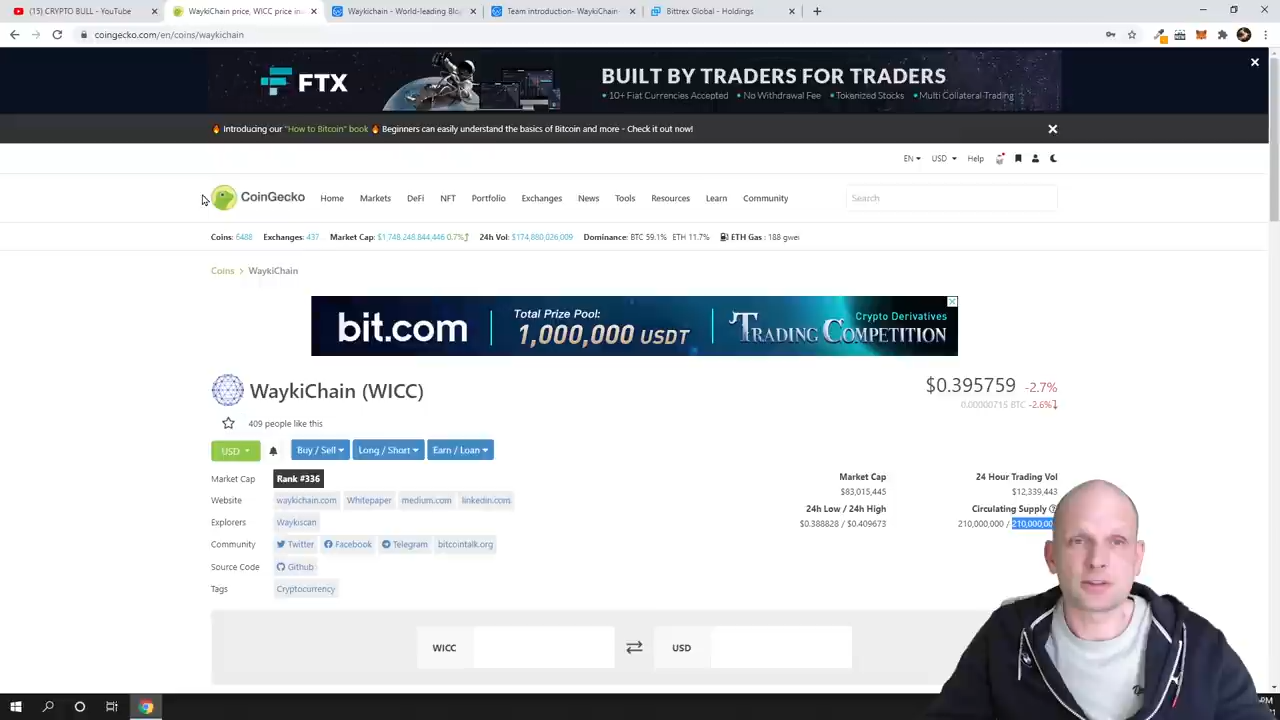 (15) CRYPTO BULL - YouTube
WaykiChain price, WICC price in
Waykichain - World-leading Blo
Team introduction- WaykiChain
Bittrex Global - Holdings
coingecko.com/en/coins/waykichain
FTX
BUILT BY TRADERS FOR TRADERS
• 10+ Fiat Currencies Accepted • No Withdrawal Fee • Tokenized Stocks • Multi Collateral Trading
Introducing our "How to Bitcoin" book Beginners can easily understand the basics of Bitcoin and more - Check it out now!
EN USD Help
CoinGecko Home Markets DeFi NFT Portfolio Exchanges News Tools Resources Learn Community Search
Coins: 6488 Exchanges: 437 Market Cap: $1,748,248,844,446 0.7% 24h Vol: $174,860,026,009 Dominance: BTC 59.1% ETH 11.7% ETH Gas : 188 gwei
Coins > WaykiChain
bit.com
Total Prize Pool:
1,000,000 USDT
Crypto Derivatives
TRADING COMPETITION
WaykiChain (WICC)
$0.395759 -2.7%
0.00000715 BTC -2.6%
409 people like this
USD Buy / Sell Long / Short Earn / Loan
Market Cap Rank #336
Website waykichain.com Whitepaper medium.com linkedin.com
Explorers Waykiscan
Community Twitter Facebook Telegram bitcointalk.org
Source Code Github
Tags Cryptocurrency
Market Cap
$83,015,445
24 Hour Trading Vol
$12,339,443
24h Low / 24h High
$0.388828 / $0.409673
Circulating Supply
210,000,000 / 210,000,00
WICC
USD